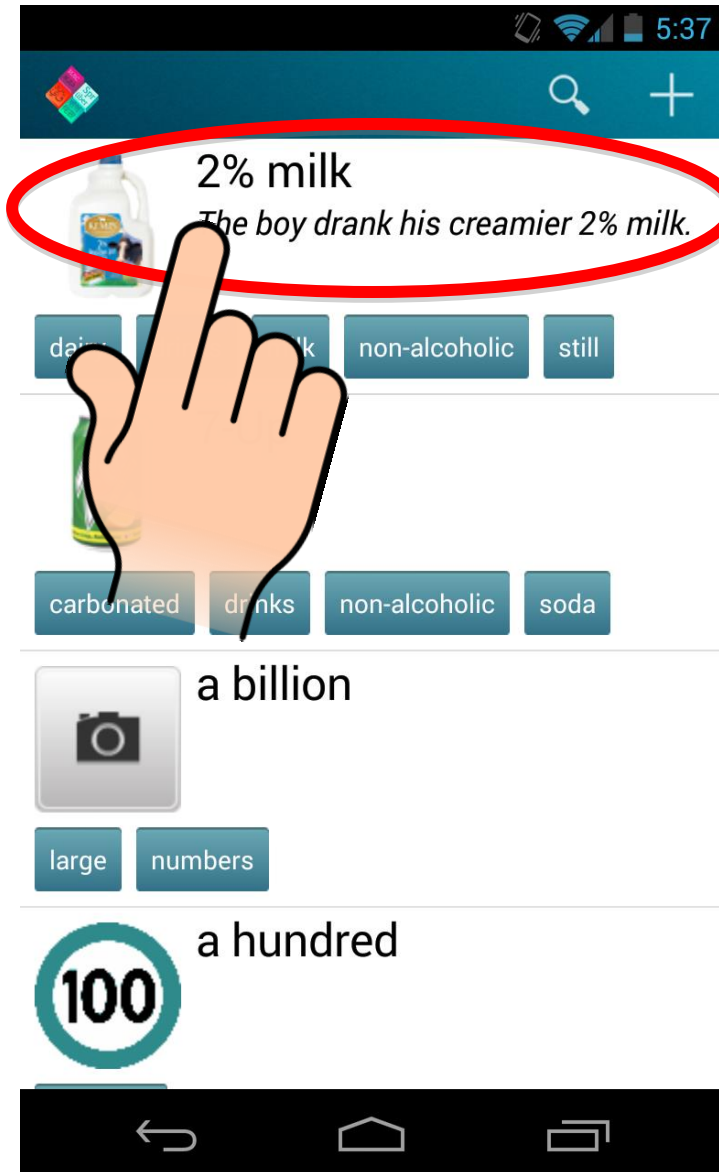 5:37
2% milk
The boy drank his creamier 2% milk.
non-alcoholic still
carbonated drinks non-alcoholic soda
a billion
large numbers
a hundred
100